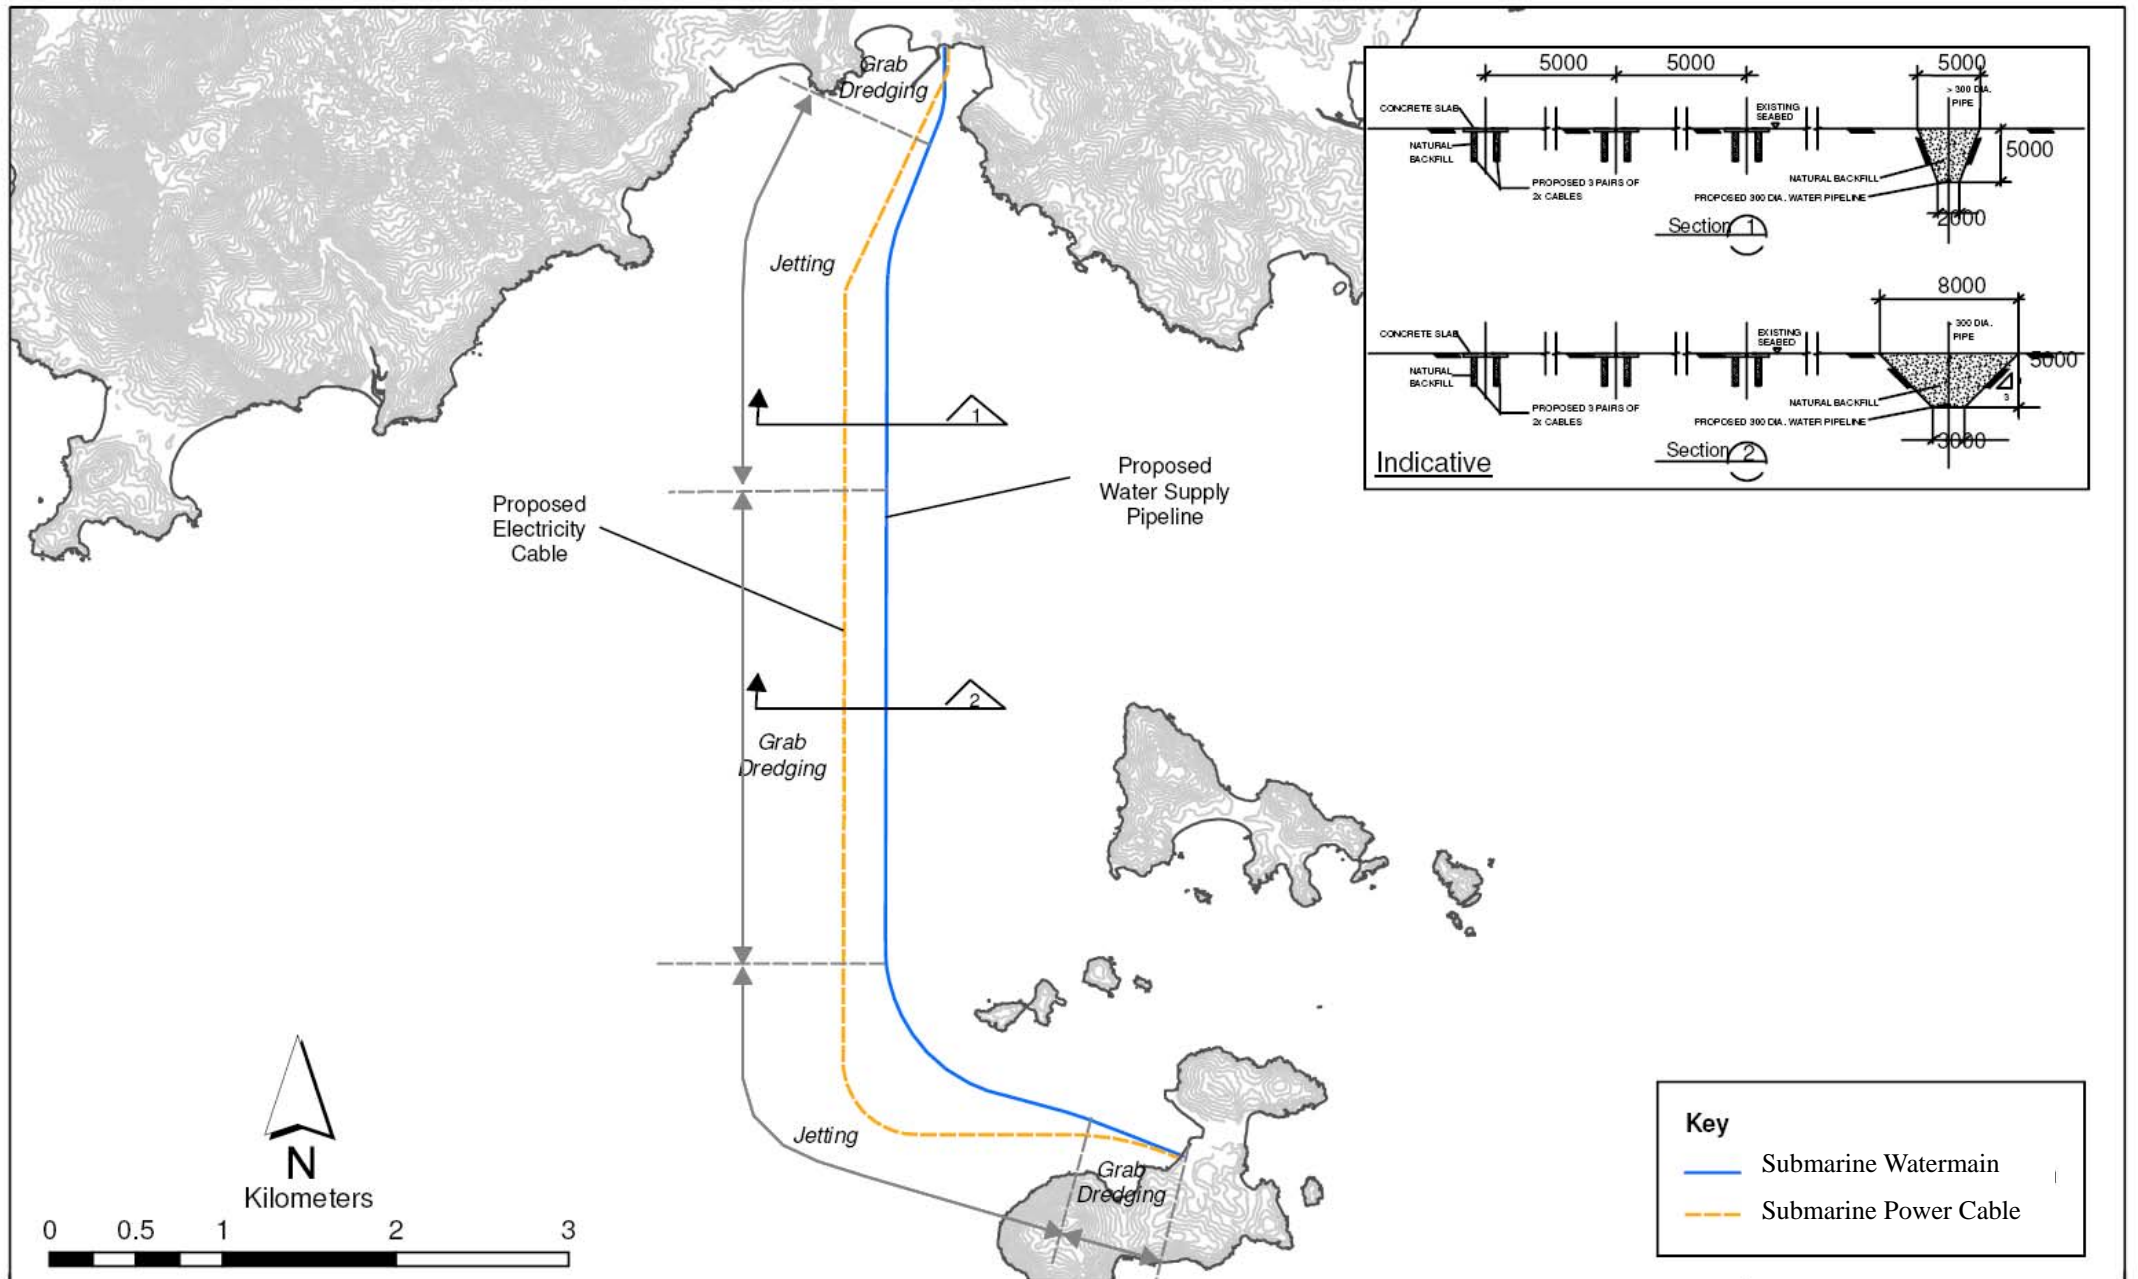 Grab
Dredging
Jetting
1
Proposed
Electricity
Cable
Proposed
Water Supply
Pipeline
2
Grab
Dredging
Jetting
Grab
Dredging
N
Kilometers
0 0.5 1 2 3
5000 5000 5000
> 300 DIA.
PIPE
CONCRETE SLAB
EXISTING
SEABED
NATURAL
BACKFILL
5000
NATURAL BACKFILL
PROPOSED 3 PAIRS OF
2x CABLES
PROPOSED 300 DIA. WATER PIPELINE
2000
Section 1
8000
300 DIA.
PIPE
CONCRETE SLAB
EXISTING
SEABED
5000
NATURAL
BACKFILL
3
NATURAL BACKFILL
PROPOSED 3 PAIRS OF
2x CABLES
PROPOSED 300 DIA. WATER PIPELINE
3000
Section 2
Indicative
Key
Submarine Watermain
Submarine Power Cable